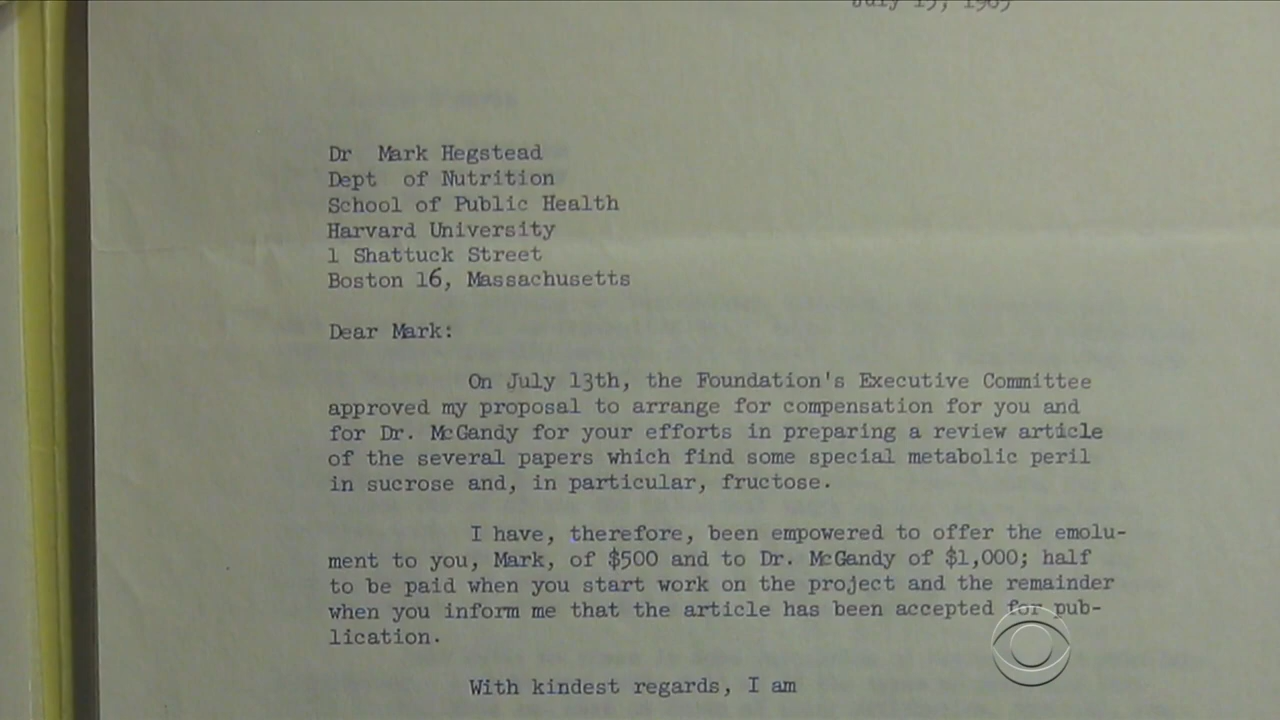 July 15, 1965
Dr Mark Hegstead
Dept of Nutrition
School of Public Health
Harvard University
1 Shattuck Street
Boston 16, Massachusetts
Dear Mark:
On July 13th, the Foundation's Executive Committee
approved my proposal to arrange for compensation for you and
for Dr. McGandy for your efforts in preparing a review article
of the several papers which find some special metabolic peril
in sucrose and, in particular, fructose.
I have, therefore, been empowered to offer the emolu-
ment to you, Mark, of $500 and to Dr. McGandy of $1,000; half
to be paid when you start work on the project and the remainder
when you inform me that the article has been accepted for pub-
lication.
With kindest regards, I am